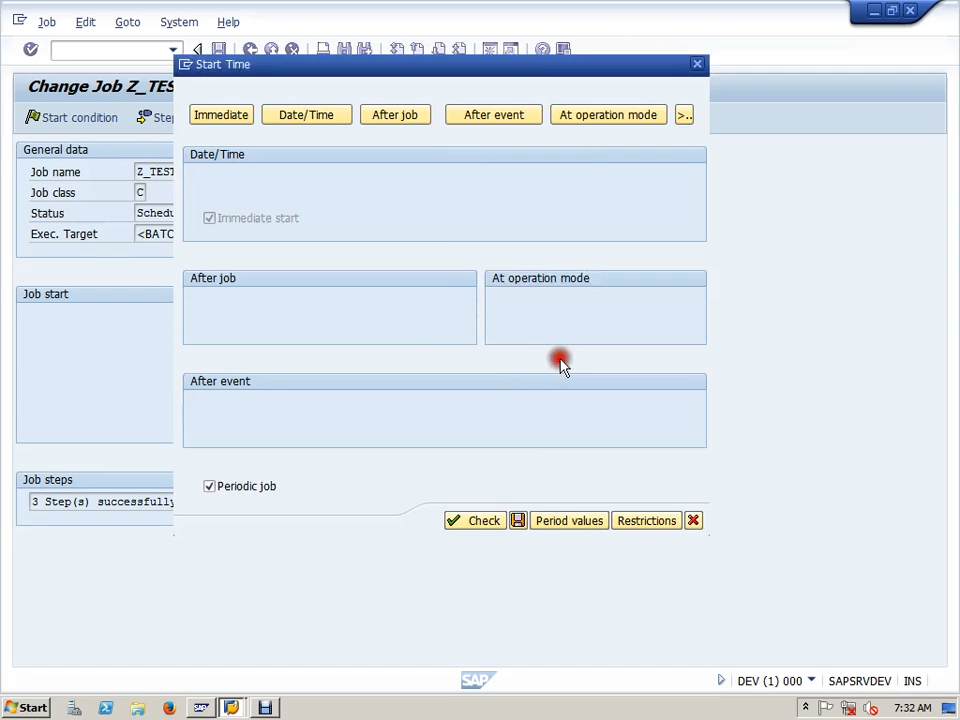 Job Edit Goto System Help
Start Time
Change Job Z_TES
Immediate Date/Time After job After event At operation mode >..
Start condition Step
General data
Date/Time
Job name Z_TEST
Job class C
Status Schedu
Immediate start
Exec. Target <BATC
After job At operation mode
Job start
After event
Job steps
Periodic job
3 Step(s) successfully
Check Period values Restrictions
SAP DEV (1) 000 SAPSRVDEV INS
Start 7:32 AM